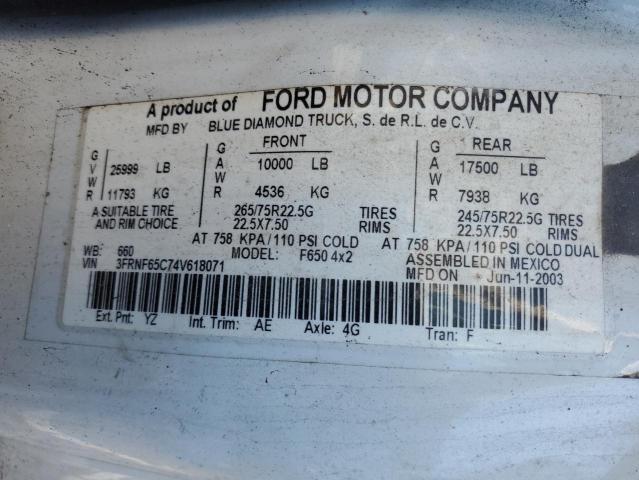 A product of FORD MOTOR COMPANY
MFD BY BLUE DIAMOND TRUCK, S. de R.L. de C.V.
GVWR 25999 LB 11793 KG
FRONT
GAWR 10000 LB 4536 KG
REAR
GAWR 17500 LB 7938 KG
A SUITABLE TIRE 265/75R22.5G TIRES 245/75R22.5G TIRES
AND RIM CHOICE 22.5X7.50 RIMS 22.5X7.50 RIMS
AT 758 KPA/110 PSI COLD AT 758 KPA/110 PSI COLD DUAL
WB: 660 MODEL: F650 4x2 ASSEMBLED IN MEXICO
VIN 3FRNF65C74V618071 MFD ON Jun-11-2003
Ext. Pnt: YZ Int. Trim: AE Axle: 4G Tran: F